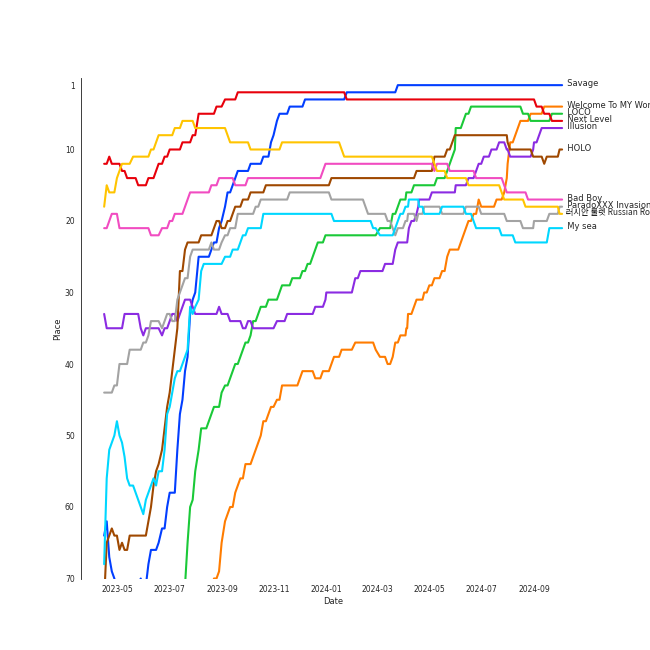 1
10
20
30
40
50
60
70
Place
2023-05
2023-07
2023-09
2023-11
2024-01
2024-03
2024-05
2024-07
2024-09
Date
Savage
Welcome To MY Wor
LOCO
Next Level
Illusion
HOLO
Bad Boy
ParadoXXX Invasion
러시안 룰렛 Russian Ro
My sea